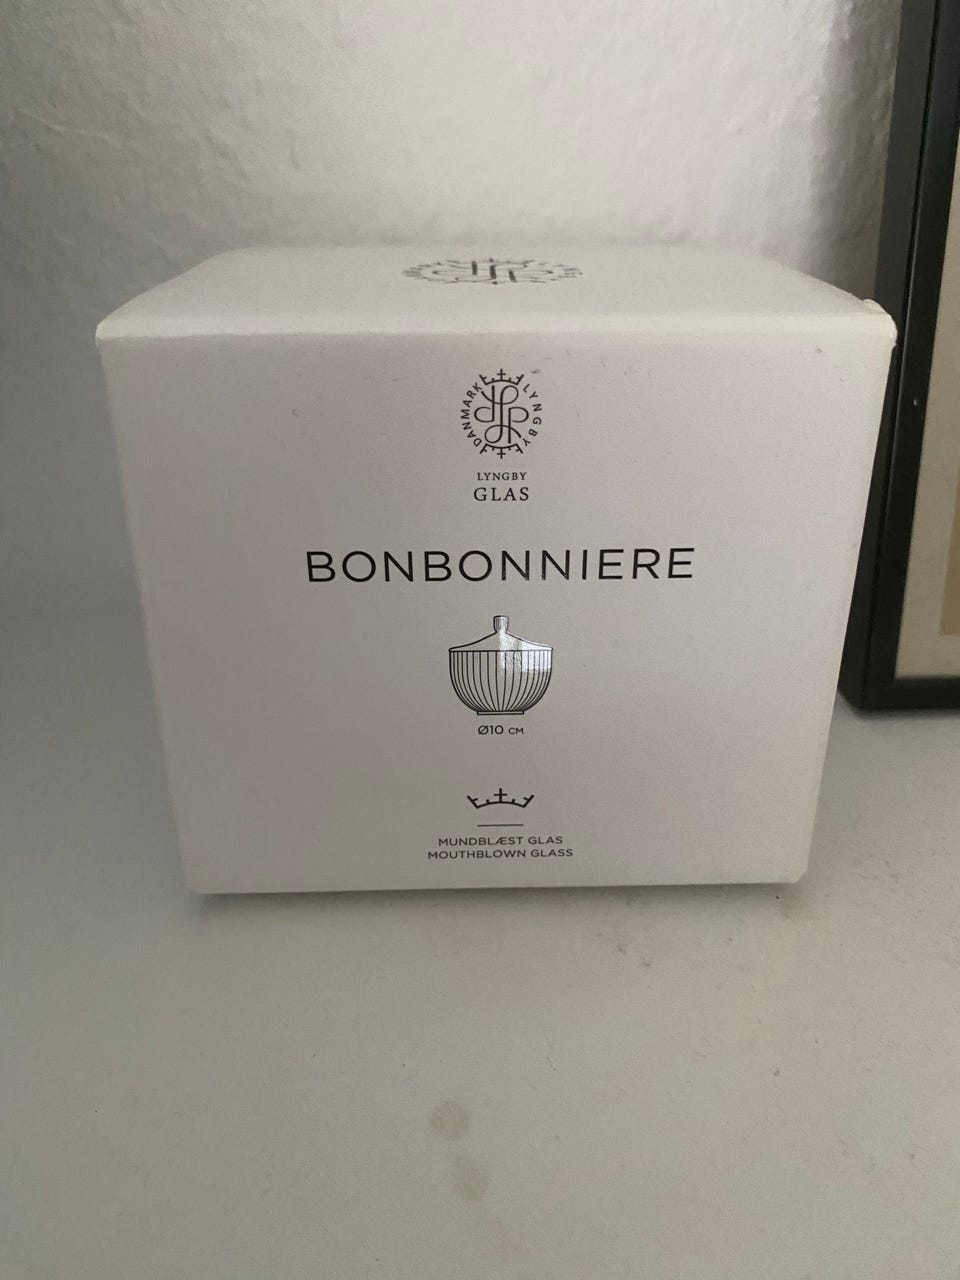 DANMARK LYNGBY
LYNGBY
GLAS
BONBONNIERE
Ø10 CM
MUNDBLÆST GLAS
MOUTHBLOWN GLASS